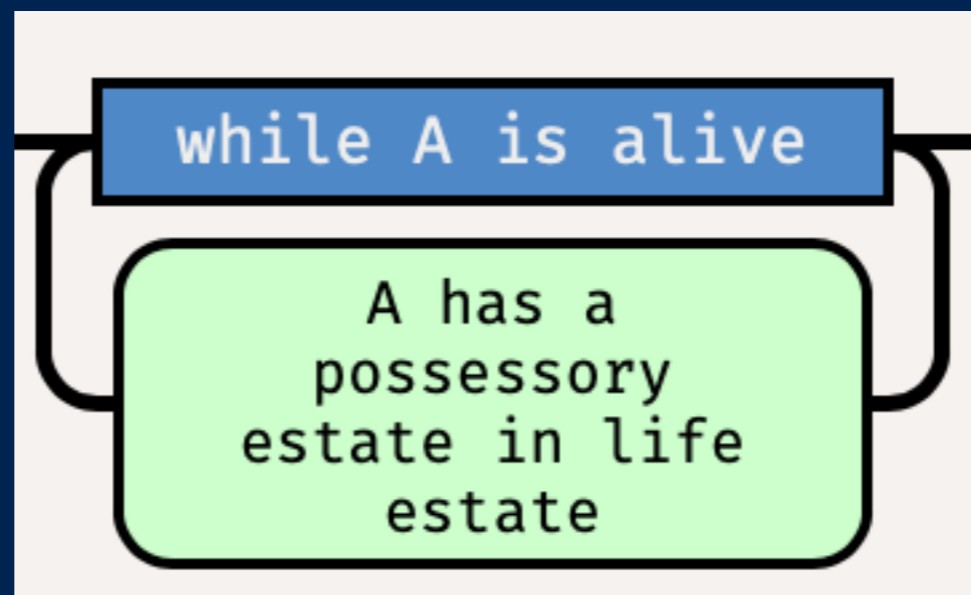 while A is alive
A has a
possessory
estate in life
estate